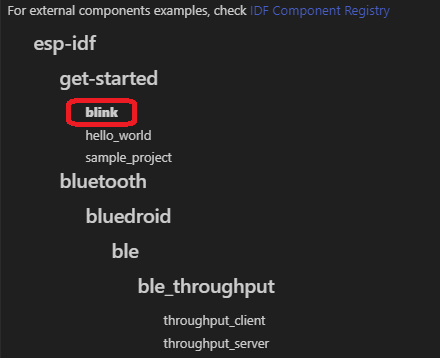 For external components examples, check IDF Component Registry
esp-idf
get-started
blink
hello_world
sample_project
bluetooth
bluedroid
ble
ble_throughput
throughput_client
throughput_server